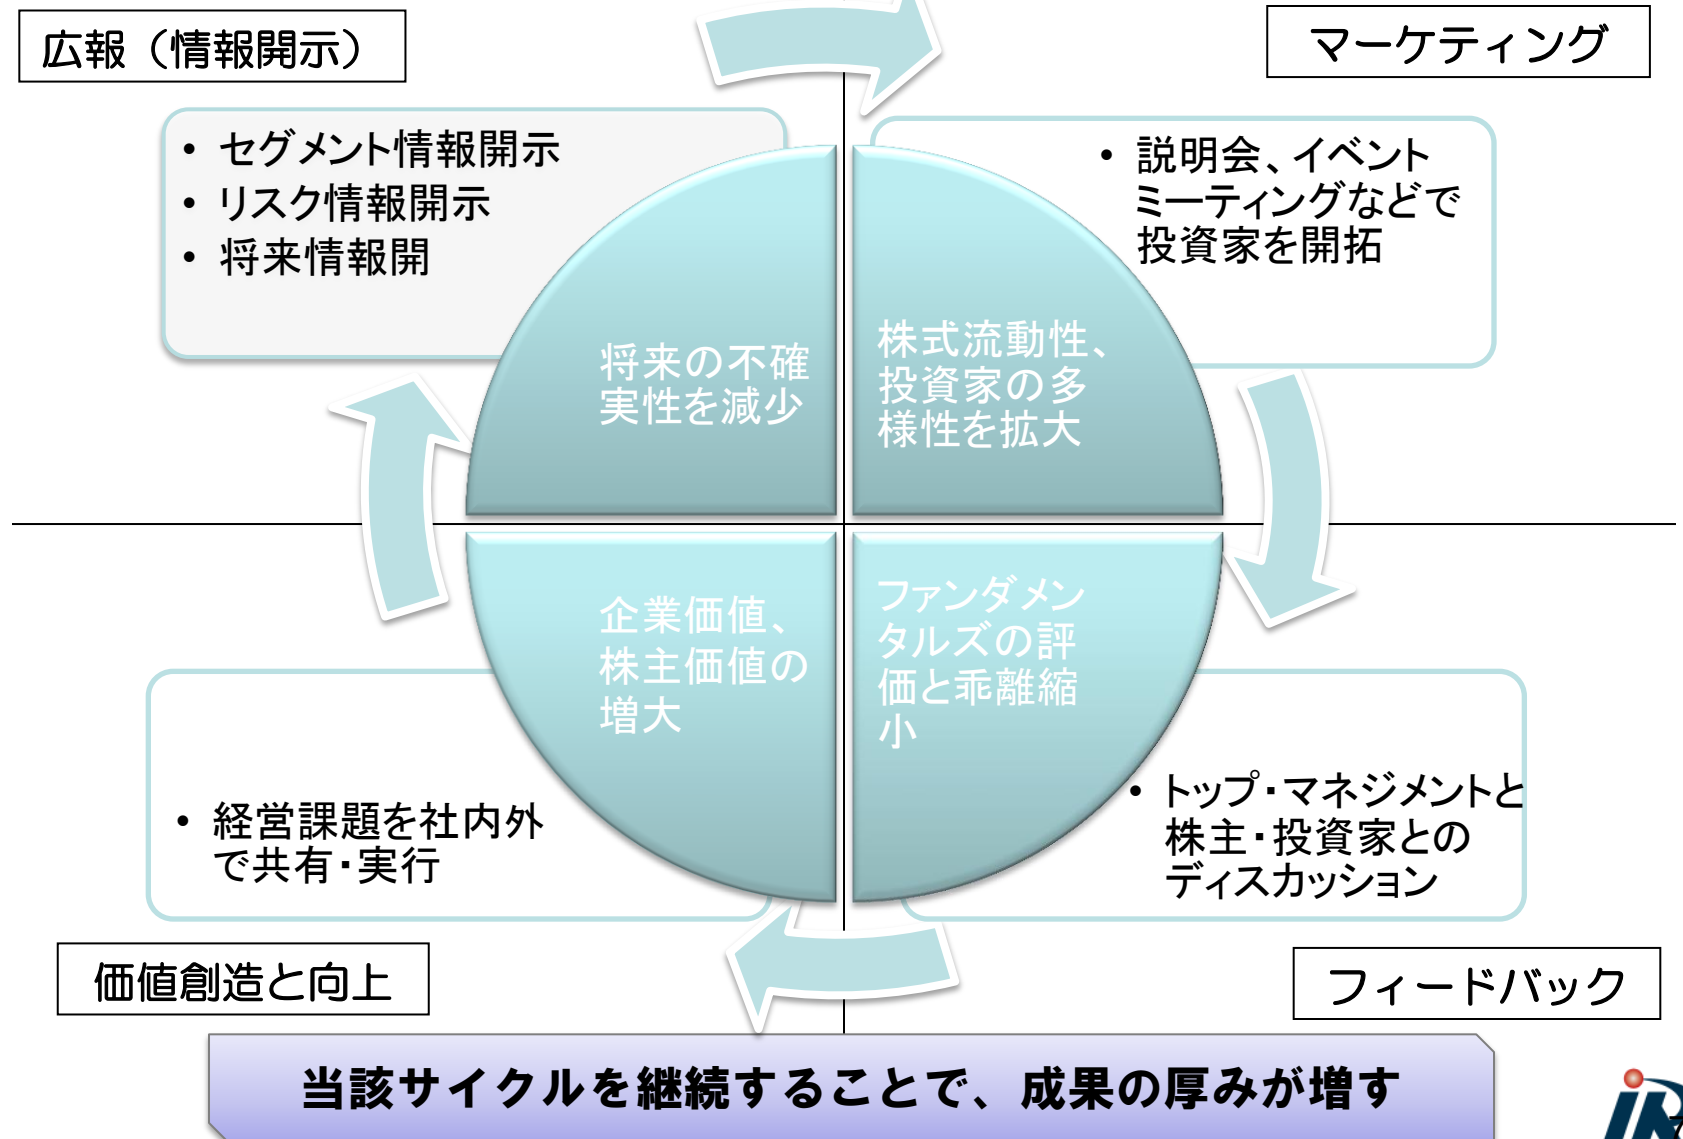 広報（情報開示）
マーケティング
• セグメント情報開示
• リスク情報開示
• 将来情報開
• 説明会、イベント
ミーティングなどで
投資家を開拓
将来の不確
実性を減少
株式流動性、
投資家の多
様性を拡大
企業価値、
株主価値の
増大
ファンダメン
タルズの評
価と乖離縮
小
• 経営課題を社内外
で共有・実行
• トップ・マネジメントと
株主・投資家との
ディスカッション
価値創造と向上
フィードバック
当該サイクルを継続することで、成果の厚みが増す